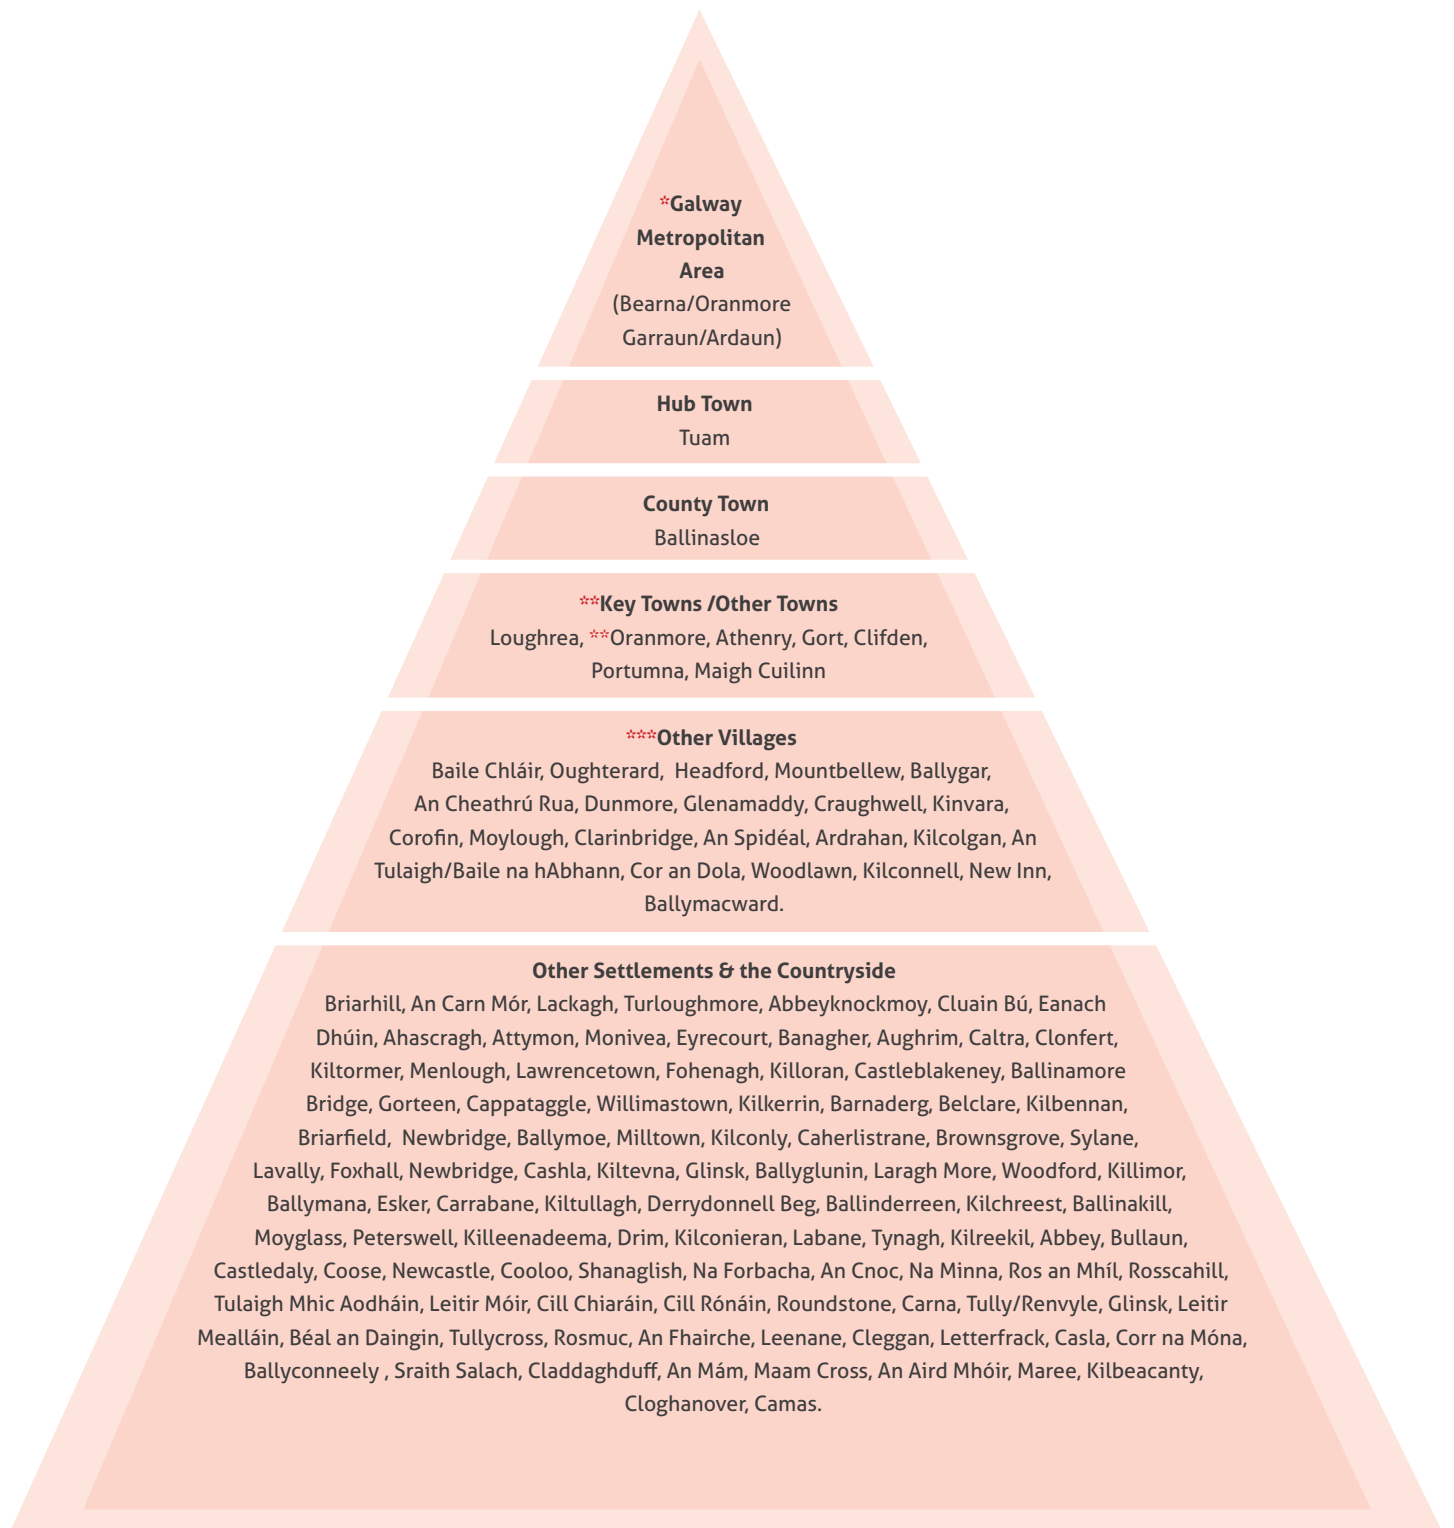 *Galway
Metropolitan
Area
(Bearna/Oranmore
Garraun/Ardaun)
Hub Town
Tuam
County Town
Ballinasloe
**Key Towns /Other Towns
Loughrea, **Oranmore, Athenry, Gort, Clifden,
Portumna, Maigh Cuilinn
***Other Villages
Baile Chláir, Oughterard, Headford, Mountbellew, Ballygar,
An Cheathrú Rua, Dunmore, Glenamaddy, Craughwell, Kinvara,
Corofin, Moylough, Clarinbridge, An Spidéal, Ardrahan, Kilcolgan, An
Tulaigh/Baile na hAbhann, Cor an Dola, Woodlawn, Kilconnell, New Inn,
Ballymacward.
Other Settlements & the Countryside
Briarhill, An Carn Mór, Lackagh, Turloughmore, Abbeyknockmoy, Cluain Bú, Eanach
Dhúin, Ahascragh, Attymon, Monivea, Eyrecourt, Banagher, Aughrim, Caltra, Clonfert,
Kiltormer, Menlough, Lawrencetown, Fohenagh, Killoran, Castleblakeney, Ballinamore
Bridge, Gorteen, Cappataggle, Willimastown, Kilkerrin, Barnaderg, Belclare, Kilbennan,
Briarfield, Newbridge, Ballymoe, Milltown, Kilconly, Caherlistrane, Brownsgrove, Sylane,
Lavally, Foxhall, Newbridge, Cashla, Kiltevna, Glinsk, Ballyglunin, Laragh More, Woodford, Killimor,
Ballymana, Esker, Carrabane, Kiltullagh, Derrydonnell Beg, Ballinderreen, Kilchreest, Ballinakill,
Moyglass, Peterswell, Killeenadeema, Drim, Kilconieran, Labane, Tynagh, Kilreekil, Abbey, Bullaun,
Castledaly, Coose, Newcastle, Cooloo, Shanaglish, Na Forbacha, An Cnoc, Na Minna, Ros an Mhíl, Rosscahill,
Tulaigh Mhic Aodháin, Leitir Móir, Cill Chiaráin, Cill Rónáin, Roundstone, Carna, Tully/Renvyle, Glinsk, Leitir
Mealláin, Béal an Daingin, Tullycross, Rosmuc, An Fhairche, Leenane, Cleggan, Letterfrack, Casla, Corr na Móna,
Ballyconneely , Sraith Salach, Claddaghduff, An Mám, Maam Cross, An Aird Mhóir, Maree, Kilbeacanty,
Cloghanover, Camas.